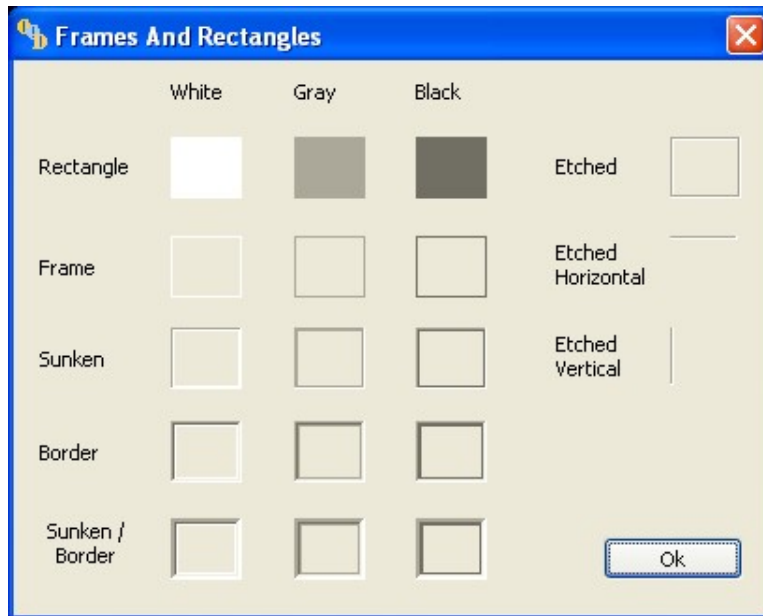 Frames And Rectangles
White Gray Black
Rectangle
Etched
Frame
Etched
Horizontal
Sunken
Etched
Vertical
Border
Sunken /
Border
Ok